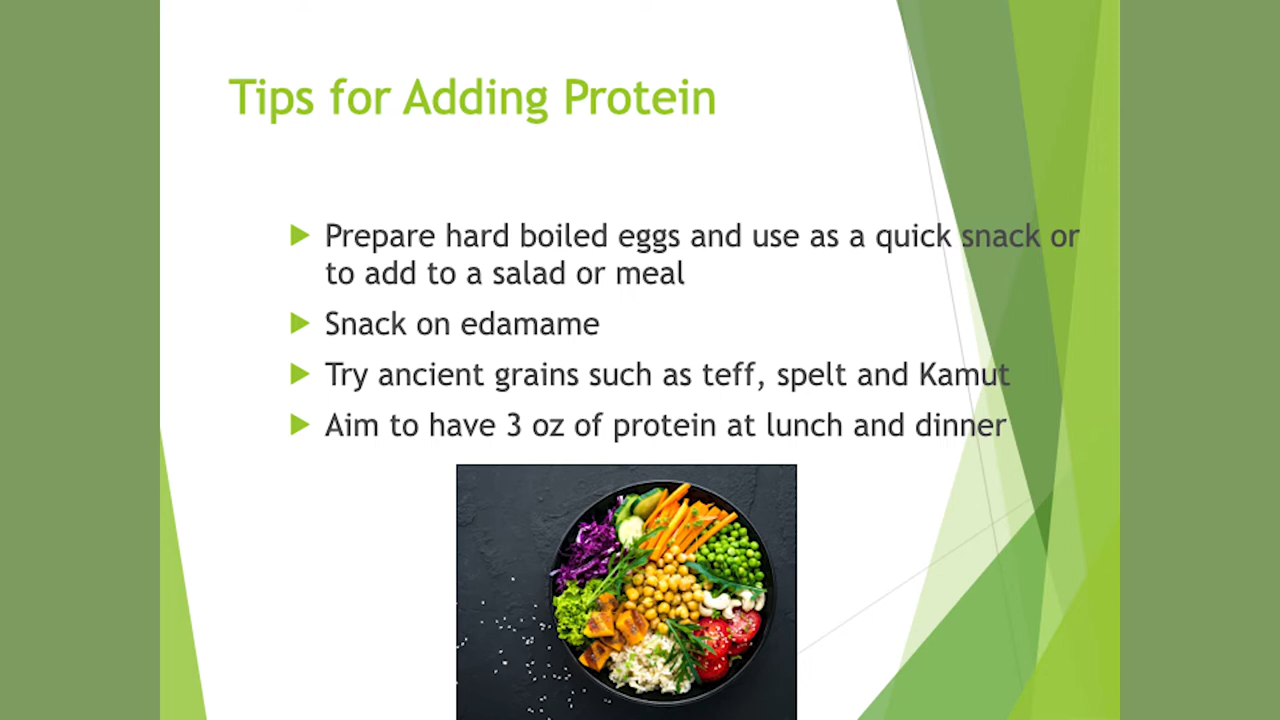 Tips for Adding Protein
Prepare hard boiled eggs and use as a quick snack or
to add to a salad or meal
Snack on edamame
Try ancient grains such as teff, spelt and Kamut
Aim to have 3 oz of protein at lunch and dinner